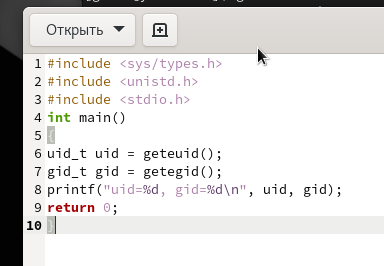 Открыть
1 #include <sys/types.h>
2 #include <unistd.h>
3 #include <stdio.h>
4 int main()
5 {
6 uid_t uid = geteuid();
7 gid_t gid = getegid();
8 printf("uid=%d, gid=%d\n", uid, gid);
9 return 0;
10 }